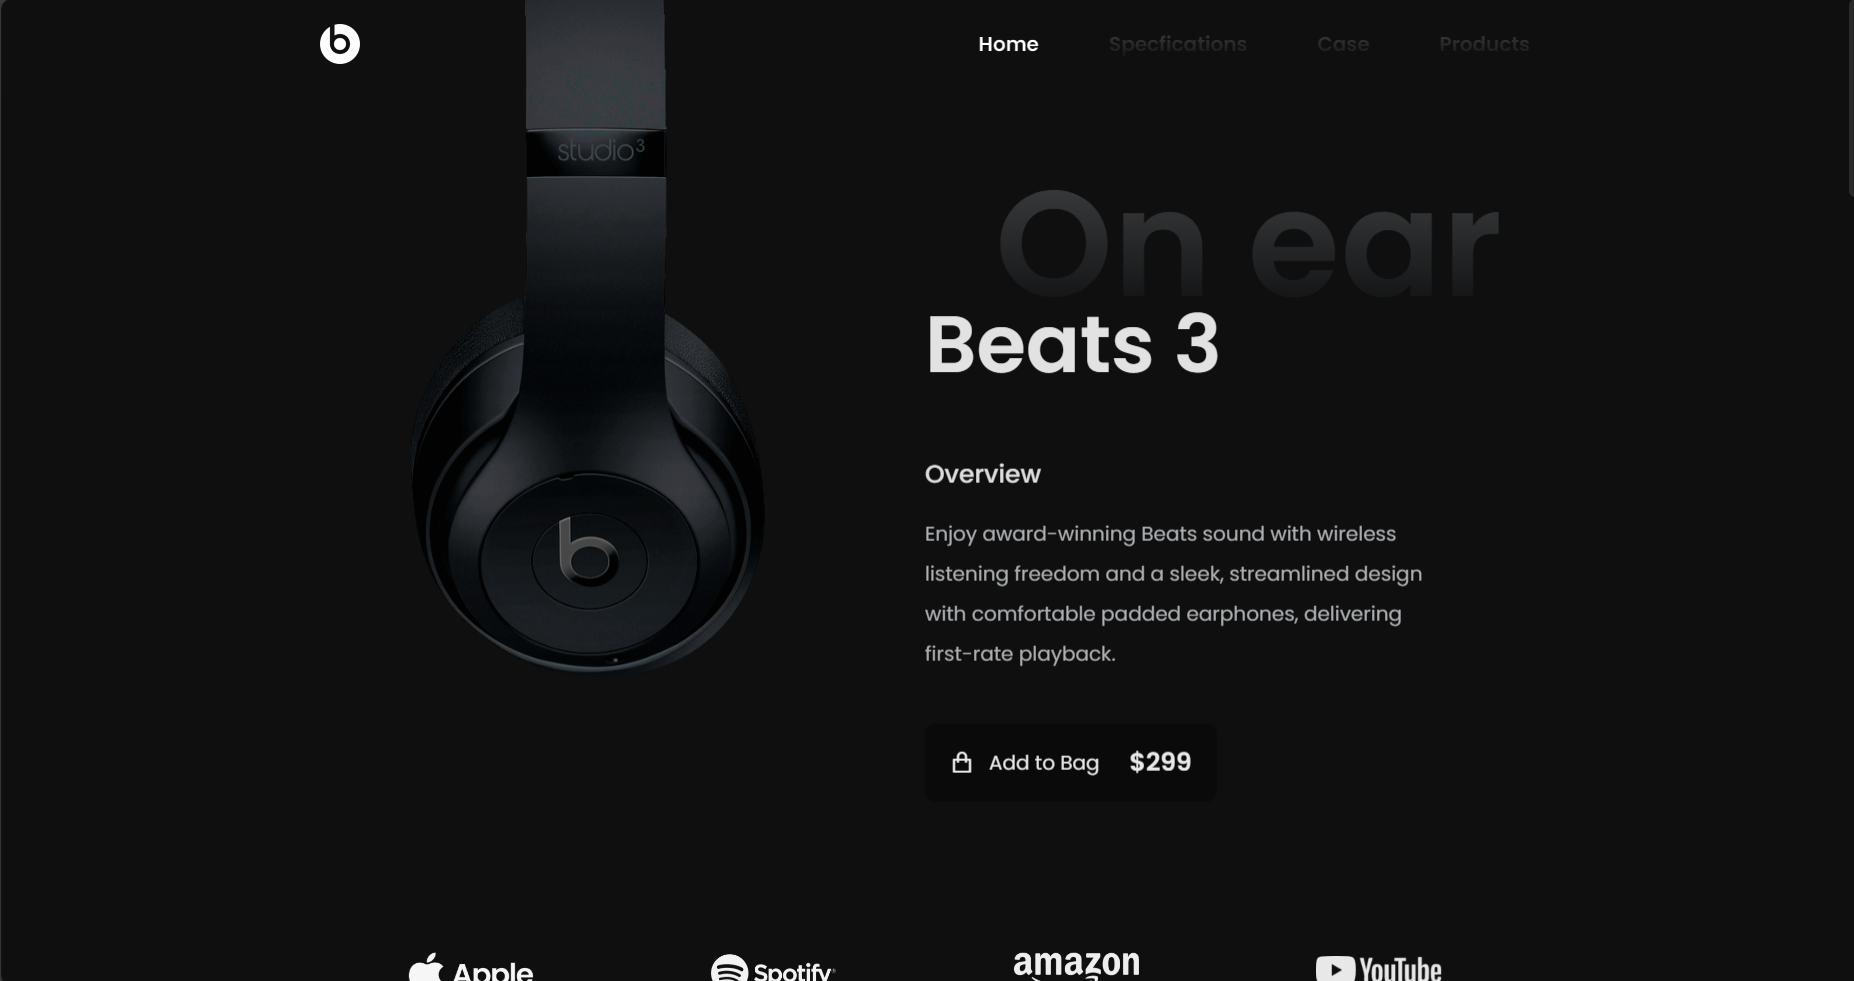 Home Specfications Case Products
studio3
On ear
Beats 3
Overview
Enjoy award-winning Beats sound with wireless
listening freedom and a sleek, streamlined design
with comfortable padded earphones, delivering
first-rate playback.
Add to Bag $299
Apple Spotify amazon YouTube